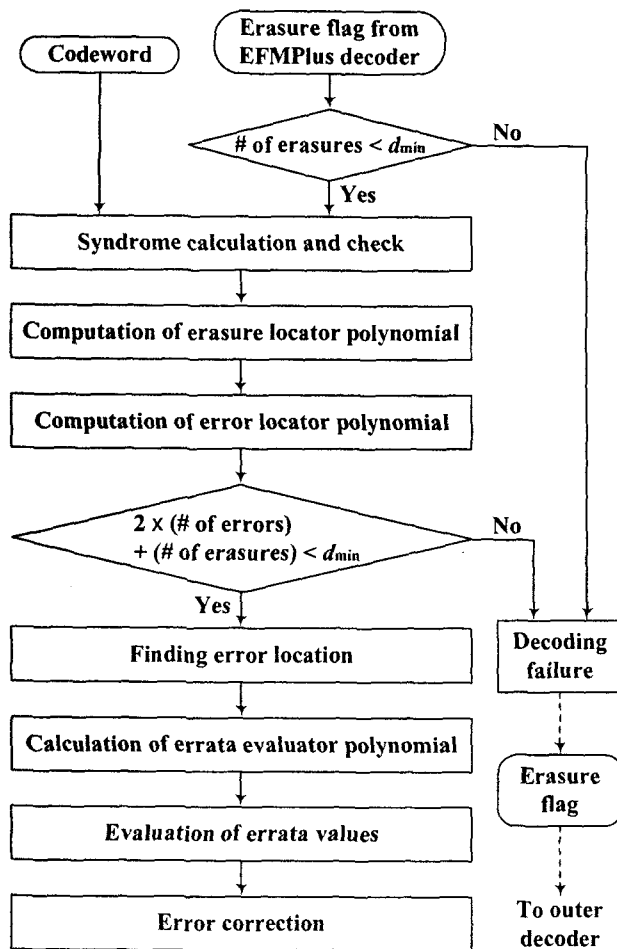 Codeword
Erasure flag from
EFMPlus decoder
# of erasures < dmin
No
Yes
Syndrome calculation and check
Computation of erasure locator polynomial
Computation of error locator polynomial
2 x (# of errors)
+ (# of erasures) < dmin
No
Yes
Finding error location
Decoding
failure
Calculation of errata evaluator polynomial
Erasure
flag
Evaluation of errata values
Error correction
To outer
decoder